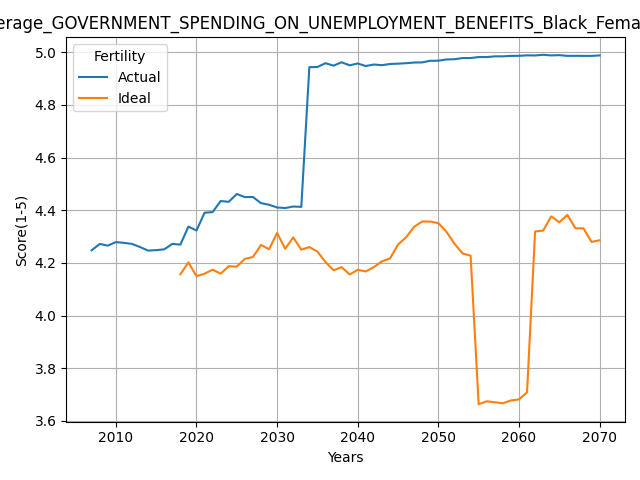 erage_GOVERNMENT_SPENDING_ON_UNEMPLOYMENT_BENEFITS_Black_Fema
Fertility
Actual
Ideal
Score(1-5)
5.0
4.8
4.6
4.4
4.2
4.0
3.8
3.6
2010 2020 2030 2040 2050 2060 2070
Years